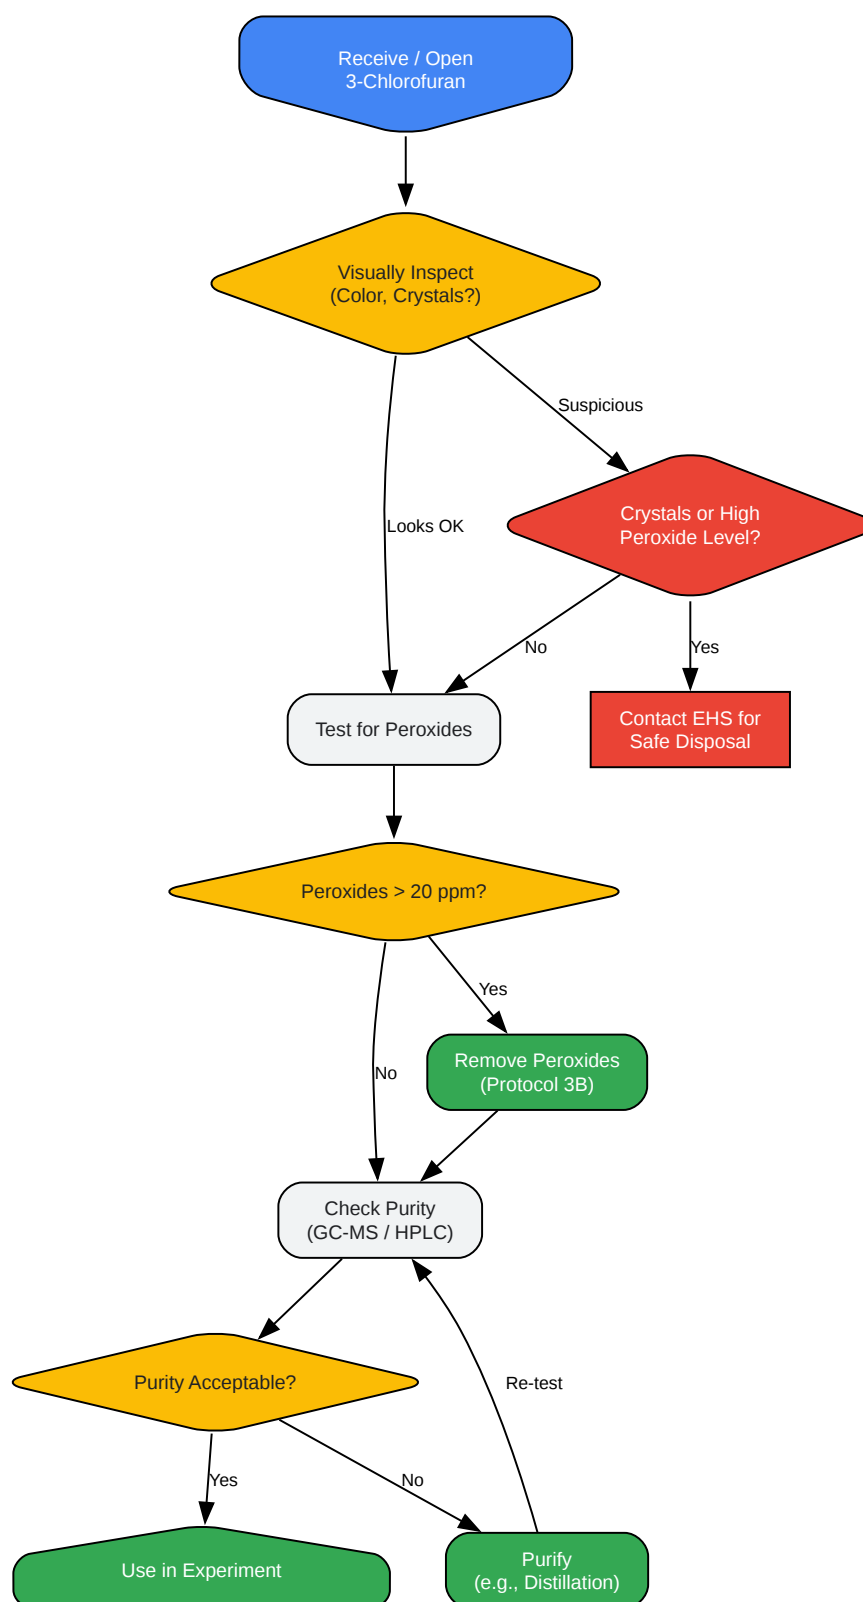 Receive / Open
3-Chlorofuran
Visually Inspect
(Color, Crystals?)
Suspicious
Crystals or High
Peroxide Level?
Looks OK
No
Yes
Test for Peroxides
Contact EHS for
Safe Disposal
Peroxides > 20 ppm?
Yes
No
Remove Peroxides
(Protocol 3B)
Check Purity
(GC-MS / HPLC)
Purity Acceptable?
Re-test
Yes
No
Use in Experiment
Purify
(e.g., Distillation)